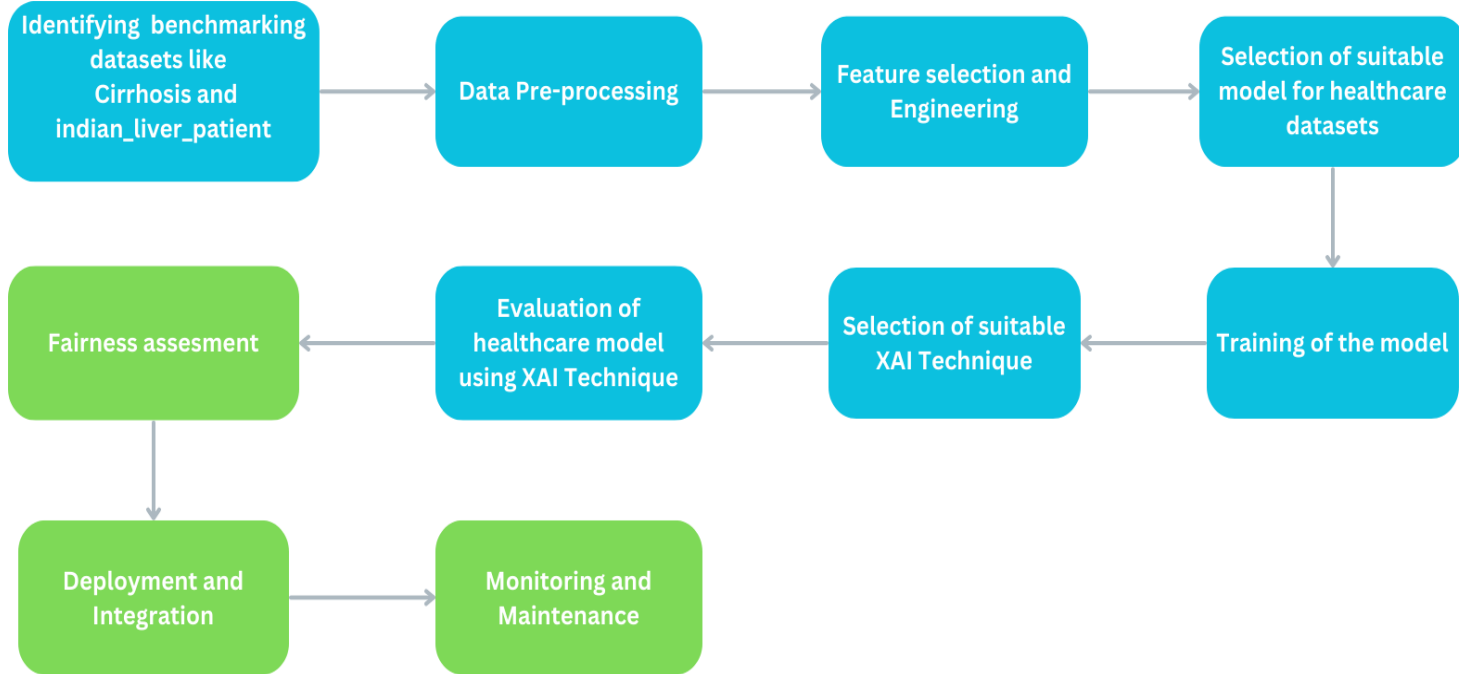 Identifying benchmarking
datasets like
Cirrhosis and
indian_liver_patient
Data Pre-processing
Feature selection and
Engineering
Selection of suitable
model for healthcare
datasets
Training of the model
Selection of suitable
XAI Technique
Evaluation of
healthcare model
using XAI Technique
Fairness assesment
Deployment and
Integration
Monitoring and
Maintenance